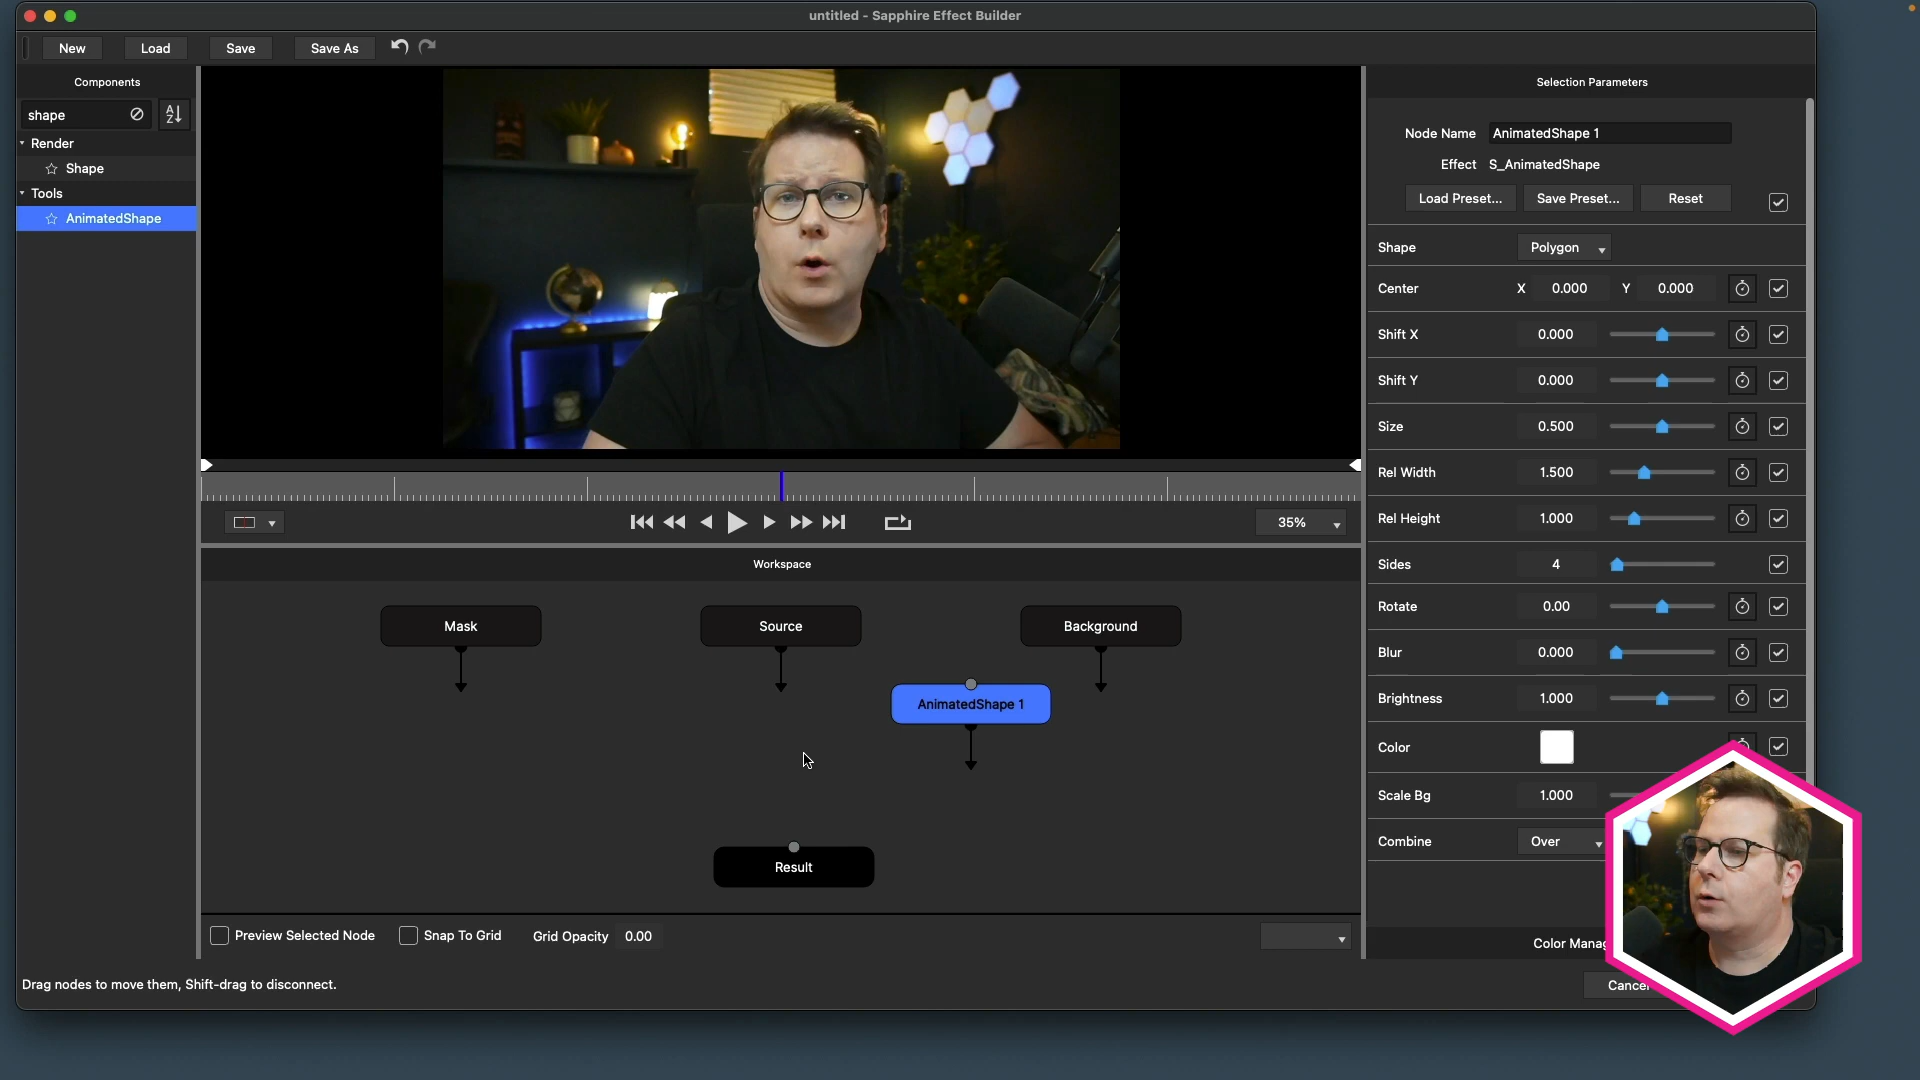 untitled - Sapphire Effect Builder
New
Load
Save
Save As
Components
shape
Render
Shape
Tools
AnimatedShape
35%
Workspace
Mask
Source
Background
AnimatedShape 1
Result
Preview Selected Node
Snap To Grid
Grid Opacity 0.00
Drag nodes to move them, Shift-drag to disconnect.
Selection Parameters
Node Name AnimatedShape 1
Effect S_AnimatedShape
Load Preset...
Save Preset...
Reset
Shape Polygon
Center X 0.000 Y 0.000
Shift X 0.000
Shift Y 0.000
Size 0.500
Rel Width 1.500
Rel Height 1.000
Sides 4
Rotate 0.00
Blur 0.000
Brightness 1.000
Color
Scale Bg 1.000
Combine Over
Color Manag
Cancel